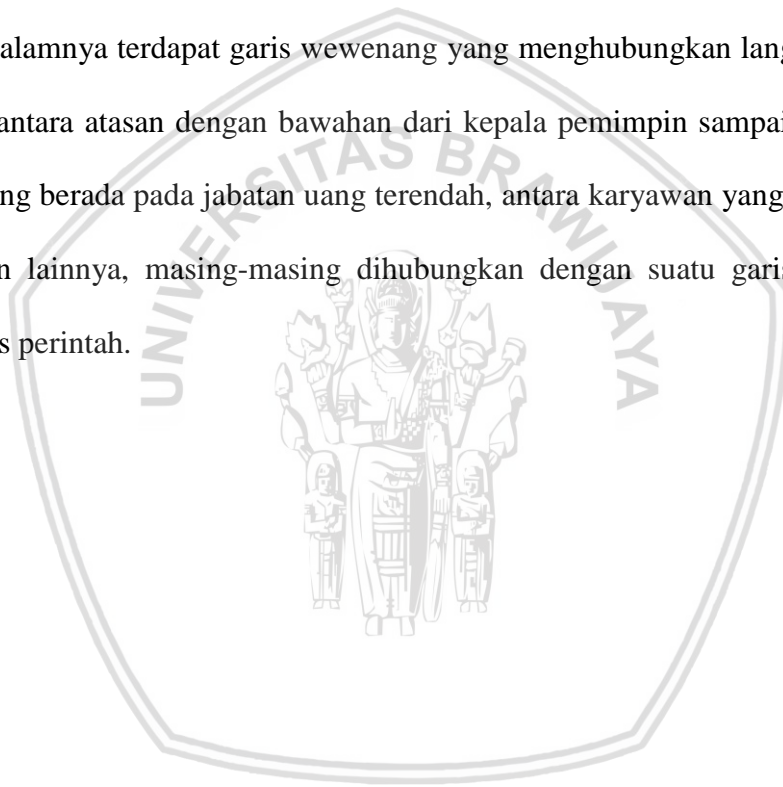 alamnya terdapat garis wewenang yang menghubungkan lang
antara atasan dengan bawahan dari kepala pemimpin sampai
ng berada pada jabatan uang terendah, antara karyawan yang
n lainnya, masing-masing dihubungkan dengan suatu garis
s perintah.
UNIVERSITAS BRAWIJAYA